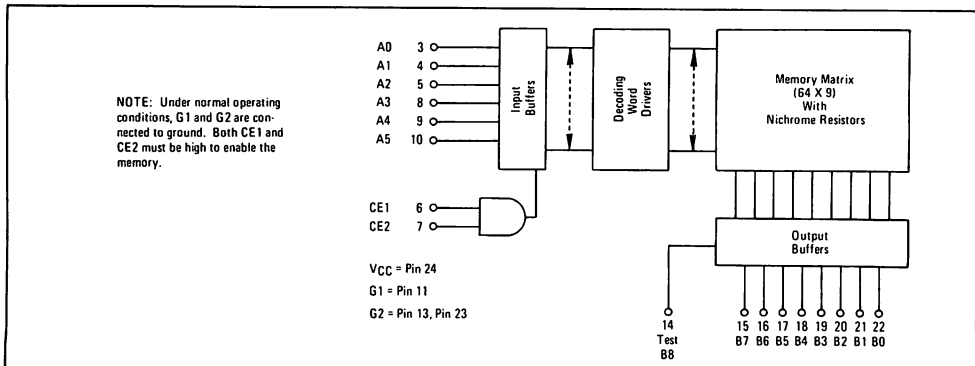 NOTE: Under normal operating
conditions, G1 and G2 are con-
nected to ground. Both CE1 and
CE2 must be high to enable the
memory.
A0 3
A1 4
A2 5
A3 8
A4 9
A5 10
CE1 6
CE2 7
VCC = Pin 24
G1 = Pin 11
G2 = Pin 13, Pin 23
Input
Buffers
Decoding
Word
Drivers
Memory Matrix
(64 X 9)
With
Nichrome Resistors
Output
Buffers
14
Test
B8
15 16 17 18 19 20 21 22
B7 B6 B5 B4 B3 B2 B1 B0